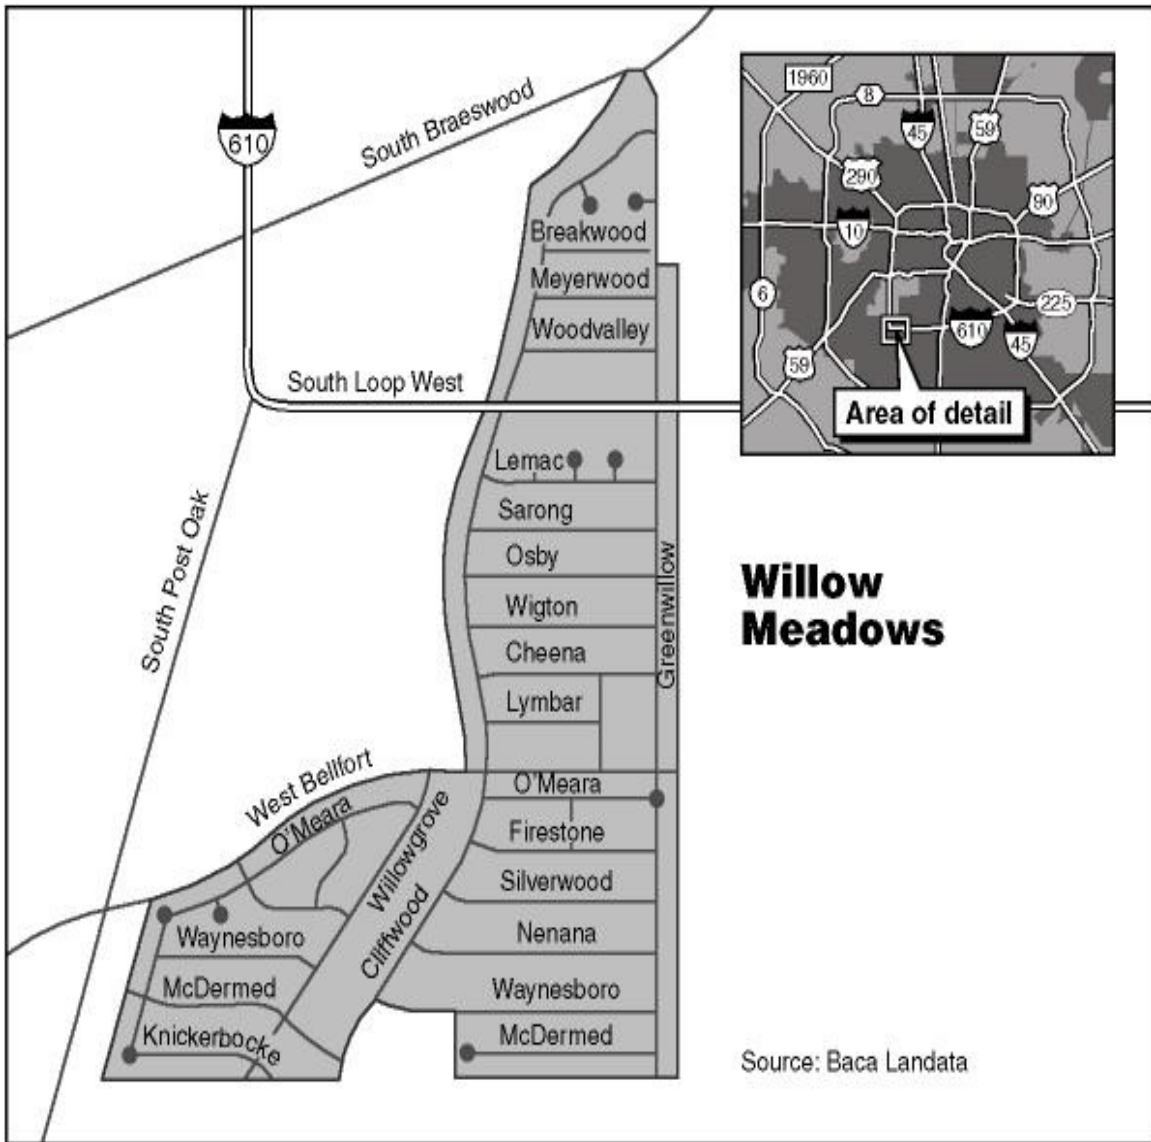 610
South Braeswood
1960
8
45
59
290
90
10
6
225
610
45
59
Area of detail
Breakwood
Meyerwood
Woodvalley
South Loop West
Lemac
Sarong
Osby
Wigton
Cheena
Lymbar
Greenwillow
South Post Oak
Willow
Meadows
West Bellfort
O'Meara
O'Meara
Firestone
Willowgrove
Cliffwood
Silverwood
Nenana
Waynesboro
Waynesboro
McDermed
McDermed
Knickerbocke
Source: Baca Landata